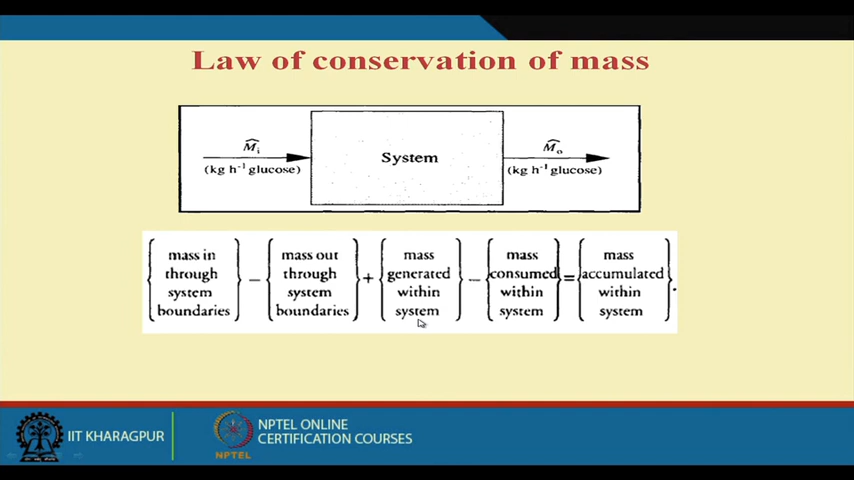 Law of conservation of mass
M̂i
(kg h⁻¹ glucose)
System
M̂o
(kg h⁻¹ glucose)
{mass in through system boundaries} − {mass out through system boundaries} + {mass generated within system} − {mass consumed within system} = {mass accumulated within system}.
IIT KHARAGPUR
NPTEL
NPTEL ONLINE
CERTIFICATION COURSES